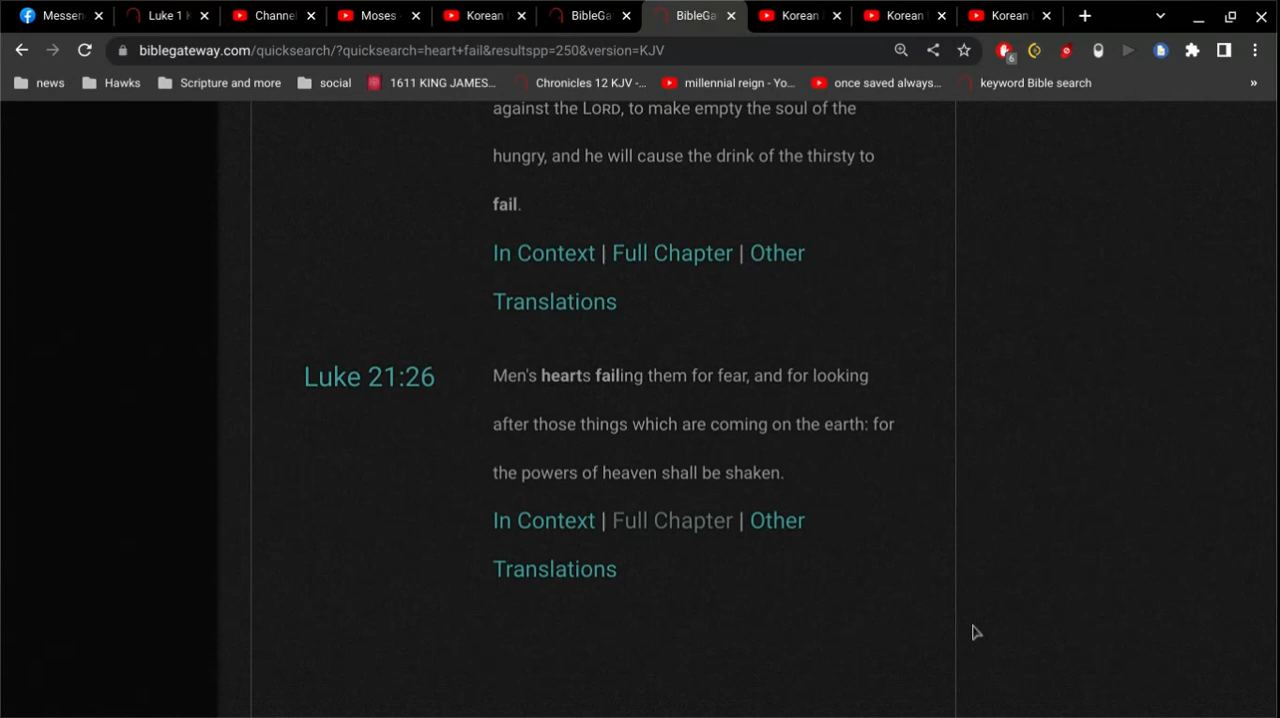 Messen
Luke 1 K
Channel
Moses -
Korean
BibleGa
BibleGa
Korean
Korean
Korean
biblegateway.com/quicksearch/?quicksearch=heart+fail&resultspp=250&version=KJV
6
news
Hawks
Scripture and more
social
1611 KING JAMES...
Chronicles 12 KJV -...
millennial reign - Yo...
once saved always...
keyword Bible search
»
against the LORD, to make empty the soul of the
hungry, and he will cause the drink of the thirsty to
fail.
In Context | Full Chapter | Other
Translations
Luke 21:26
Men's hearts failing them for fear, and for looking
after those things which are coming on the earth: for
the powers of heaven shall be shaken.
In Context | Full Chapter | Other
Translations